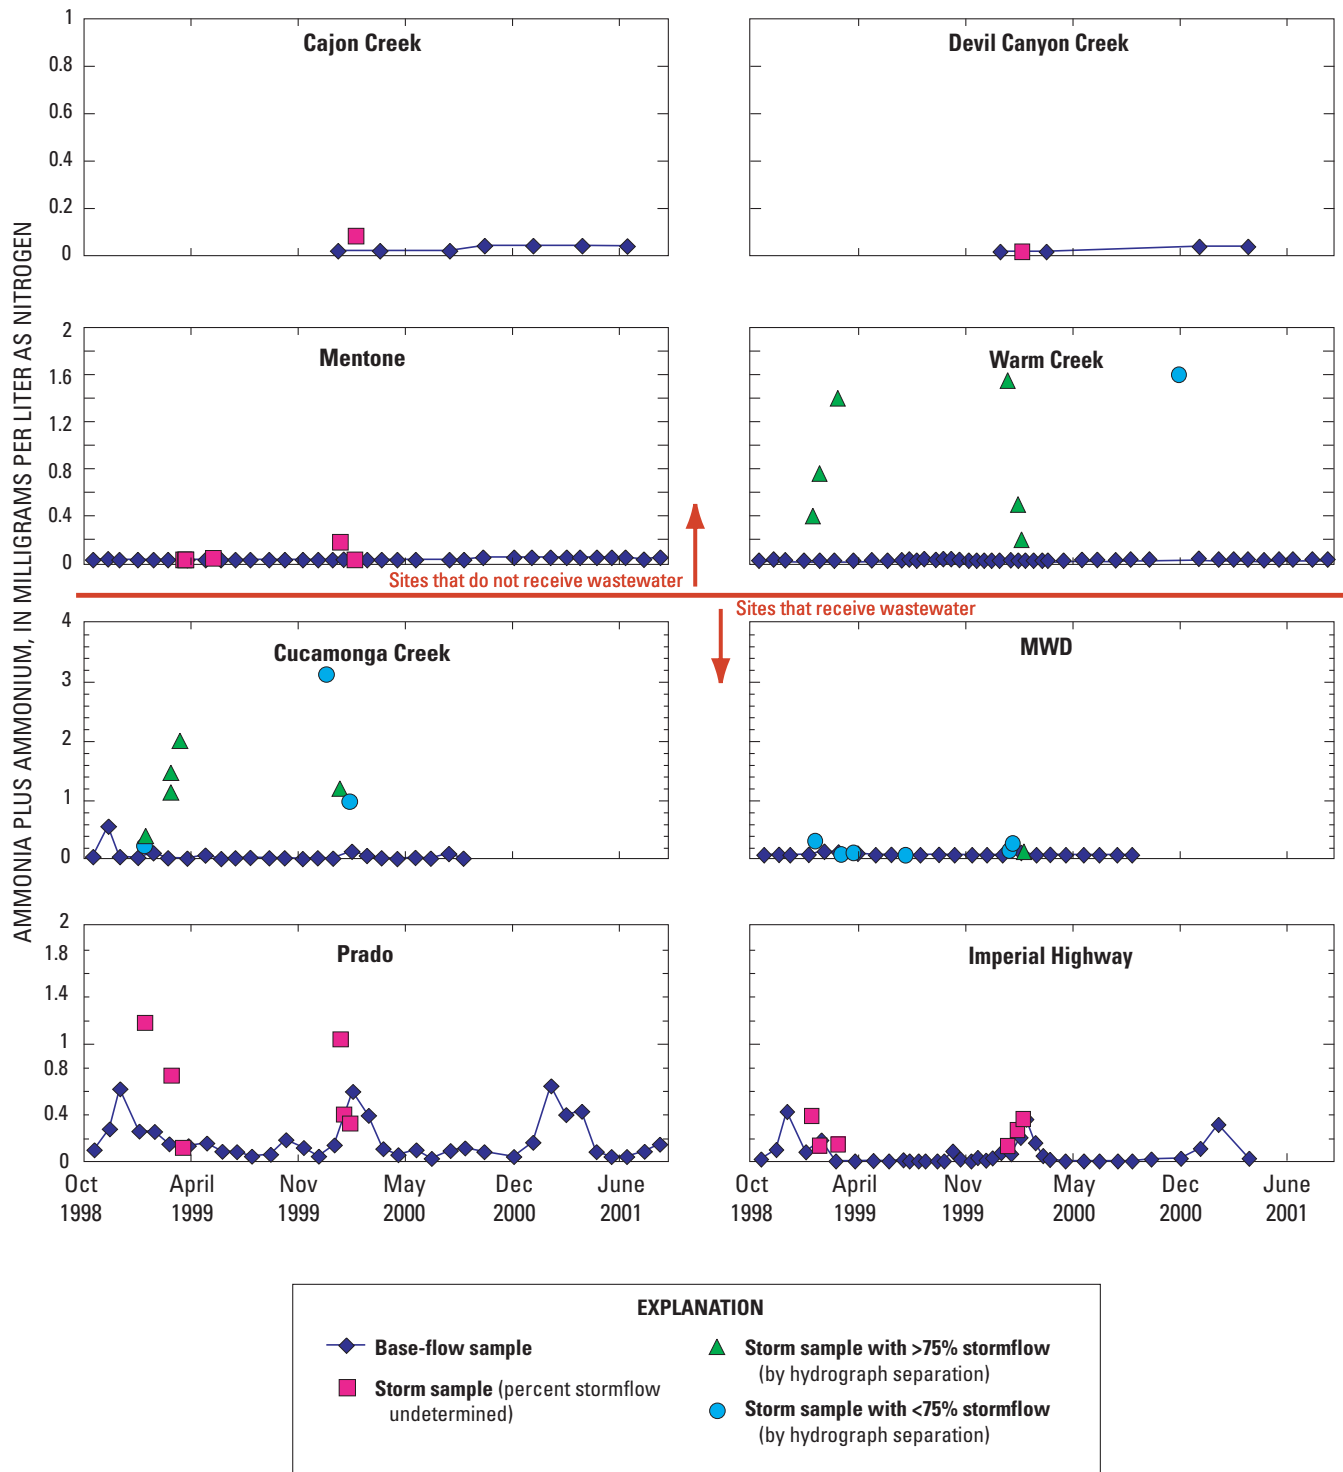 AMMONIA PLUS AMMONIUM, IN MILLIGRAMS PER LITER AS NITROGEN
Cajon Creek
1
0.8
0.6
0.4
0.2
0
Devil Canyon Creek
Mentone
2
1.6
1.2
0.8
0.4
0
Warm Creek
Sites that do not receive wastewater
Sites that receive wastewater
Cucamonga Creek
4
3
2
1
0
MWD
Prado
2
1.8
1.4
1
0.8
0.4
0
Imperial Highway
Oct April Nov May Dec June
1998 1999 1999 2000 2000 2001
Oct April Nov May Dec June
1998 1999 1999 2000 2000 2001
EXPLANATION
Base-flow sample
Storm sample (percent stormflow
undetermined)
Storm sample with >75% stormflow
(by hydrograph separation)
Storm sample with <75% stormflow
(by hydrograph separation)